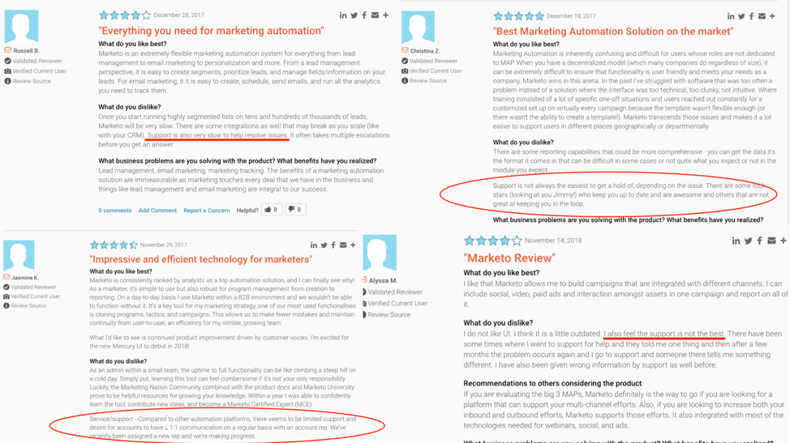 December 28, 2017
"Everything you need for marketing automation"
Russell B.
Validated Reviewer
Verified Current User
Review Source
What do you like best?
Marketo is an extremely flexible marketing automation system for everything from lead
management to email marketing to personalization and more. From a lead management
perspective, it is easy to create segments, prioritize leads, and manage fields/information on your
leads. For email marketing, it it is easy to create, schedule, send emails, and run all the analytics
you need to track them.
What do you dislike?
Once you start running highly segmented lists on tens and hundreds of thousands of leads,
Marketo will be very slow. There are some integrations as well that may break as you scale (like
with your CRM). Support is also very slow to help resolve issues. It often takes multiple escalations
before you get an answer.
What business problems are you solving with the product? What benefits have you realized?
Lead management, email marketing, marketing tracking. The benefits of a marketing automation
solution are immeasurable as marketing touches every deal that we have in the business and
things like lead management and email marketing are integral to our success.
0 comments Add Comment Report a Concern Helpful? 0 0
December 19, 2017
"Best Marketing Automation Solution on the market"
Christina Z.
Validated Reviewer
Verified Current User
Review Source
What do you like best?
Marketing Automation is inherently confusing and difficult for users whose roles are not dedicated
to MAP. When you have a decentralized model (which many companies do regardless of size), it
can be extremely difficult to ensure that functionality is user friendly and meets your needs as a
company. Marketo wins in this arena. In the past I've struggled with software that was too often a
problem instead of a solution where the interface was too technical, too clunky, not intuitive. Where
training consisted of a lot of specific one-off situations and users reached out constantly for a
customized set up on virtually every campaign because the template wasn't flexible enough (or
there wasn't the ability to create a template!). Marketo transcends those issues and makes it a lot
easier to support users in different places geographically or departmentally.
What do you dislike?
There are some reporting capabilities that could be more comprehensive - you can get the data it's
the format it comes in that can be difficult in some cases or not quite what you expect or not in the
module you expect.
Support is not always the easiest to get a hold of, depending on the issue. There are some rock
stars (looking at you Jimmy!) who keep you up to date and are awesome and others that are not
great at keeping you in the loop.
What business problems are you solving with the product? What benefits have you realized?
November 29, 2017
"Impressive and efficient technology for marketers"
Jasmine K.
Validated Reviewer
Verified Current User
Review Source
What do you like best?
Marketo is consistently ranked by analysts as a top automation solution, and I can finally see why!
As a marketer, it's simple to use but also robust for program management from creation to
reporting. On a day-to-day basis I use Marketo within a B2B environment and we wouldn't be able
to function without it. It's a key tool for my marketing strategy, one of our most used functionalities
is cloning programs, tactics, and campaigns. This allows us to make fewer mistakes and maintain
continuity from user-to-user, an efficiency for my nimble, growing team.
What I'd like to see is continued product improvement driven by customer voices. I'm excited for
the new Mercury UI to debut in 2018!
What do you dislike?
As an admin within a small team, the uptime to full functionality can be like climbing a steep hill on
a cold day. Simply put, learning this tool can feel cumbersome if it's not your only responsibility.
Luckily, the Marketing Nation Community combined with the product docs and Marketo University
prove to be helpful resources for growing your knowledge. Within a year I was able to confidently
learn the tool, contribute new ideas, and become a Marketo Certified Expert (MCE).
Service/support - Compared to other automation platforms, there seems to be limited support and
desire for accounts to have 1:1 communication on a regular basis with an account rep. We've
recently been assigned a new rep and we're making progress.
November 14, 2018
"Marketo Review"
Alyssa M.
Validated Reviewer
Verified Current User
Review Source
What do you like best?
I like that Marketo allows me to build campaigns that are integrated with different channels. I can
include social, video, paid ads and interaction amongst assets in one campaign and report on all of
it.
What do you dislike?
I do not like UI. I think it is a little outdated. I also feel the support is not the best. There have been
some times where I went to support for help and they told me one thing and then after a few
months the problem occurs again and I go to support and someone there tells me something
different. I have also been given wrong information by support as well before.
Recommendations to others considering the product
If you are evaluating the big 3 MAPs, Marketo definitely is the way to go if you are looking for a
platform that can support your multi-channel efforts. Also, if you are looking to increase both your
inbound and outbound efforts, Marketo supports those efforts. It also integrated with most of the
technologies needed for webinars, social, and ads.